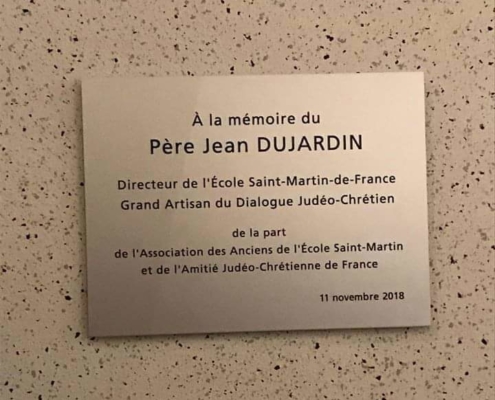 À la mémoire du
Père Jean DUJARDIN
Directeur de l'École Saint-Martin-de-France
Grand Artisan du Dialogue Judéo-Chrétien
de la part
de l'Association des Anciens de l'École Saint-Martin
et de l'Amitié Judéo-Chrétienne de France
11 novembre 2018